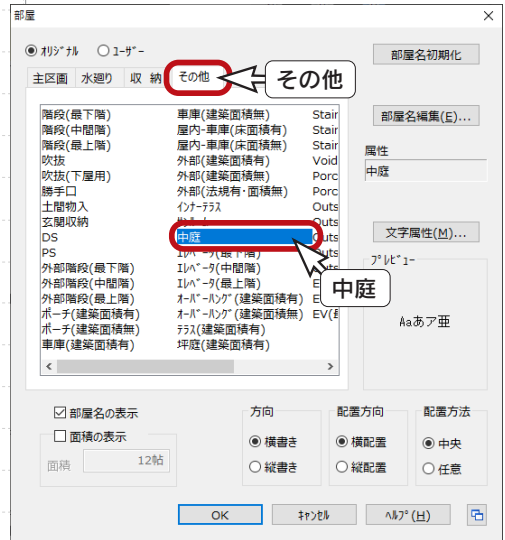 部屋
オリジナル ユーザー
部屋名初期化
主区画 水廻り 収 納 その他
その他
階段(最下階) 車庫(建築面積無) Stair
階段(中間階) 屋内-車庫(床面積有) Stair
階段(最上階) 屋内-車庫(床面積無) Stair
吹抜 外部(建築面積有) Void
吹抜(下屋用) 外部(建築面積無) Porc
勝手口 外部(法規有･面積無) Porc
土間物入 インナーテラス Outs
玄関収納 Outs
DS 中庭 Outs
PS エレベータ(最下階) Outs
外部階段(最下階) エレベータ(中間階)
外部階段(中間階) エレベータ(最上階)
外部階段(最上階) オーバーハング(建築面積有)
ポーチ(建築面積有) オーバーハング(建築面積無) EV(
ポーチ(建築面積無) テラス(建築面積有)
車庫(建築面積有) 坪庭(建築面積有)
中庭
部屋名編集(E)...
属性
中庭
文字属性(M)...
プレビュー
Aaあア亜
部屋名の表示
面積の表示
面積 12帖
方向
横書き
縦書き
配置方向
横配置
縦配置
配置方法
中央
任意
OK キャンセル ヘルプ(H)